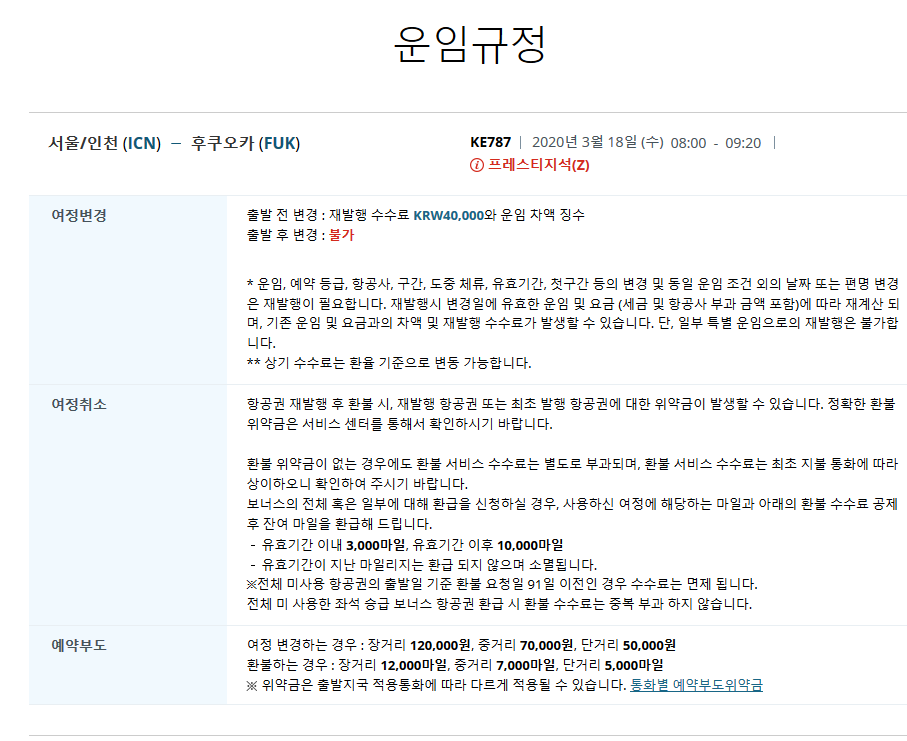 운임규정
서울/인천 (ICN) – 후쿠오카 (FUK)
KE787 | 2020년 3월 18일 (수) 08:00 - 09:20 |
프레스티지석(Z)
여정변경
출발 전 변경 : 재발행 수수료 KRW40,000와 운임 차액 징수
출발 후 변경 : 불가
* 운임, 예약 등급, 항공사, 구간, 도중 체류, 유효기간, 첫구간 등의 변경 및 동일 운임 조건 외의 날짜 또는 편명 변경
은 재발행이 필요합니다. 재발행시 변경일에 유효한 운임 및 요금 (세금 및 항공사 부과 금액 포함)에 따라 재계산 되
며, 기존 운임 및 요금과의 차액 및 재발행 수수료가 발생할 수 있습니다. 단, 일부 특별 운임으로의 재발행은 불가합
니다.
** 상기 수수료는 환율 기준으로 변동 가능합니다.
여정취소
항공권 재발행 후 환불 시, 재발행 항공권 또는 최초 발행 항공권에 대한 위약금이 발생할 수 있습니다. 정확한 환불
위약금은 서비스 센터를 통해서 확인하시기 바랍니다.
환불 위약금이 없는 경우에도 환불 서비스 수수료는 별도로 부과되며, 환불 서비스 수수료는 최초 지불 통화에 따라
상이하오니 확인하여 주시기 바랍니다.
보너스의 전체 혹은 일부에 대해 환급을 신청하실 경우, 사용하신 여정에 해당하는 마일과 아래의 환불 수수료 공제
후 잔여 마일을 환급해 드립니다.
- 유효기간 이내 3,000마일, 유효기간 이후 10,000마일
- 유효기간이 지난 마일리지는 환급 되지 않으며 소멸됩니다.
※전체 미사용 항공권의 출발일 기준 환불 요청일 91일 이전인 경우 수수료는 면제 됩니다.
전체 미 사용한 좌석 승급 보너스 항공권 환급 시 환불 수수료는 중복 부과 하지 않습니다.
예약부도
여정 변경하는 경우 : 장거리 120,000원, 중거리 70,000원, 단거리 50,000원
환불하는 경우 : 장거리 12,000마일, 중거리 7,000마일, 단거리 5,000마일
※ 위약금은 출발지국 적용통화에 따라 다르게 적용될 수 있습니다. 통화별 예약부도위약금